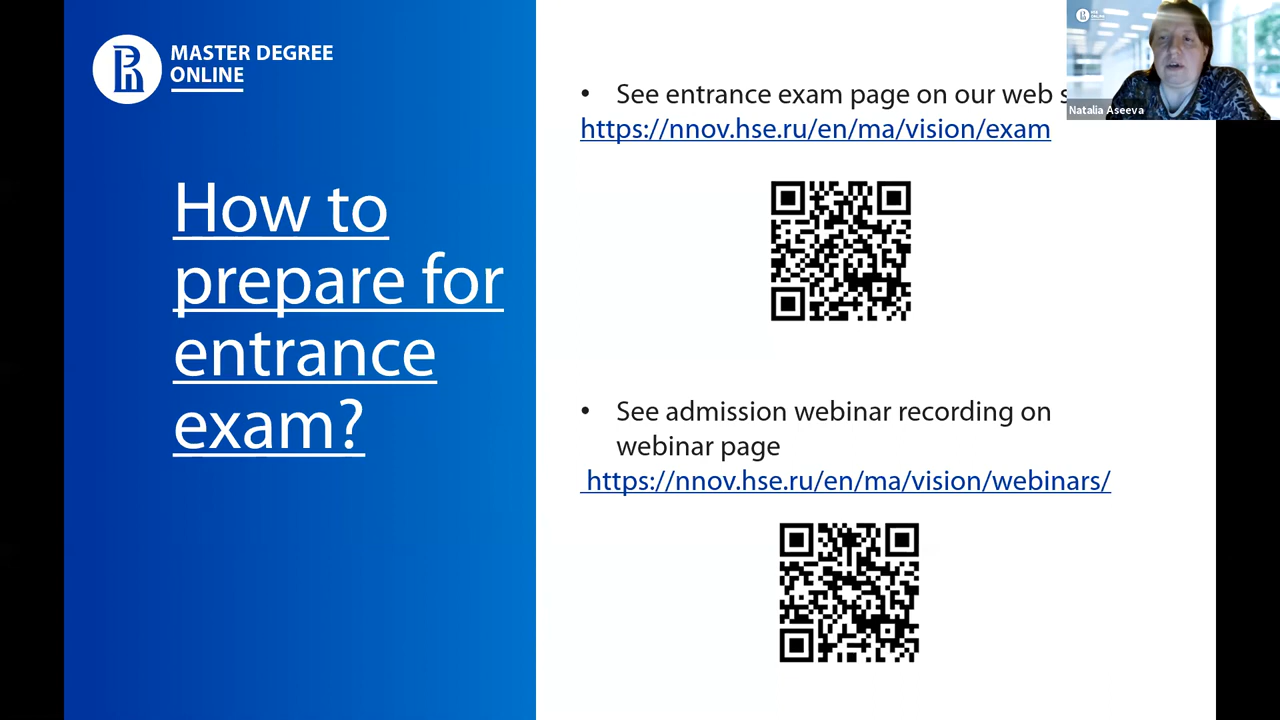 MASTER DEGREE
ONLINE
How to
prepare for
entrance
exam?
• See entrance exam page on our web
https://nnov.hse.ru/en/ma/vision/exam
• See admission webinar recording on
webinar page
https://nnov.hse.ru/en/ma/vision/webinars/
Natalia Aseeva